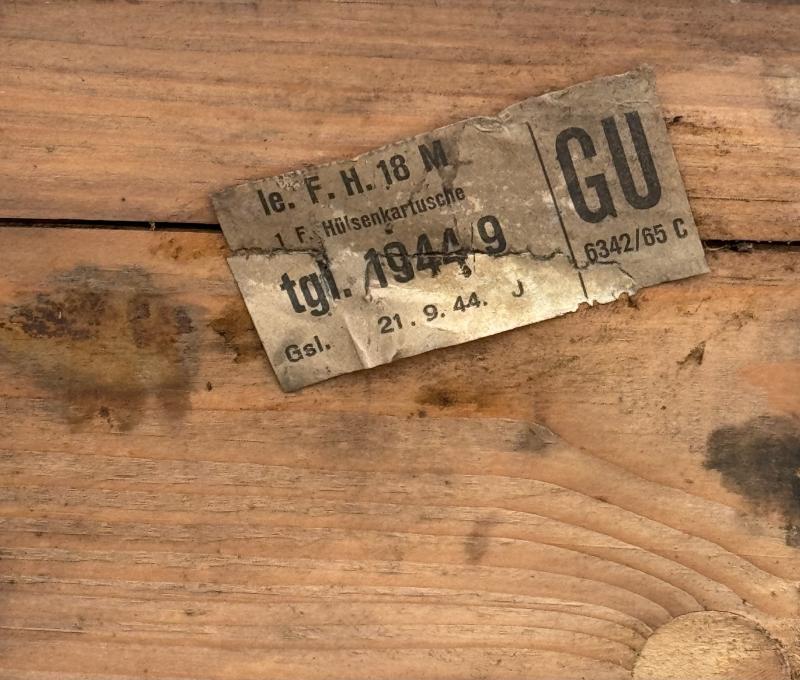 le. F. H. 18 M
1 F. Hülsenkartusche
tgl. 1944/9
Gsl. 21. 9. 44. J
GU
6342/65 C